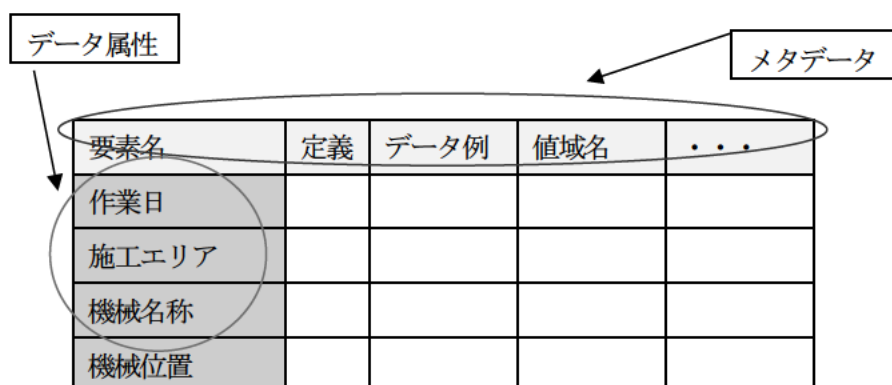 データ属性
メタデータ
要素名 定義 データ例 値域名 ・・・
作業日
施工エリア
機械名称
機械位置